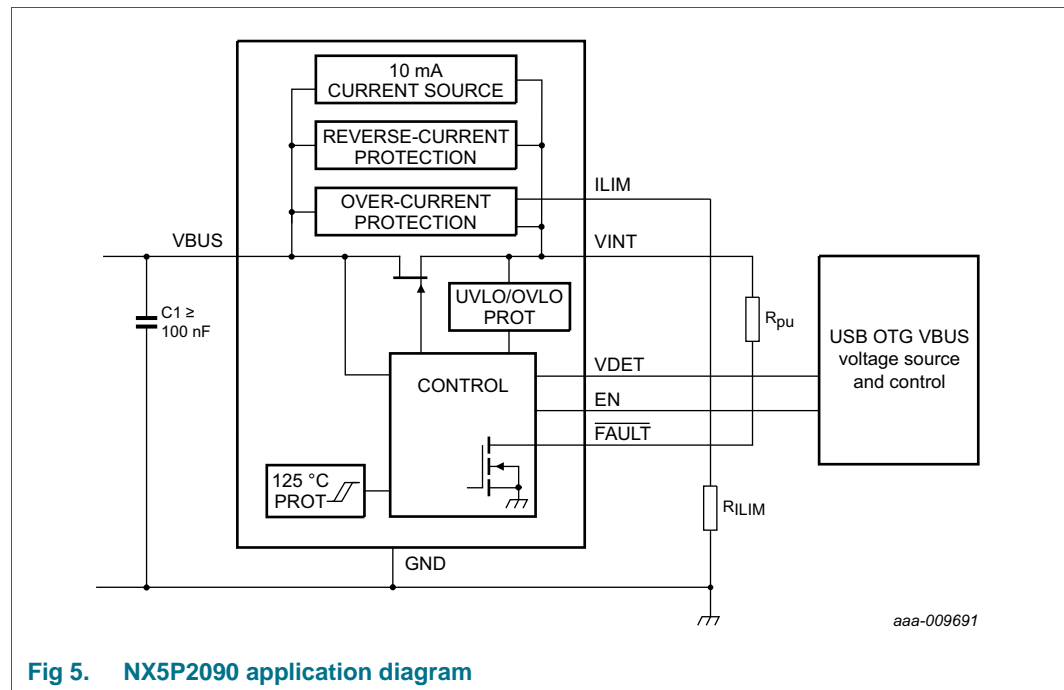 10 mA
CURRENT SOURCE
REVERSE-CURRENT
PROTECTION
OVER-CURRENT
PROTECTION
ILIM
VBUS
VINT
C1 ≥
100 nF
UVLO/OVLO
PROT
Rpu
USB OTG VBUS
voltage source
and control
CONTROL
VDET
EN
FAULT
125 °C
PROT
RILIM
GND
aaa-009691
Fig 5. NX5P2090 application diagram